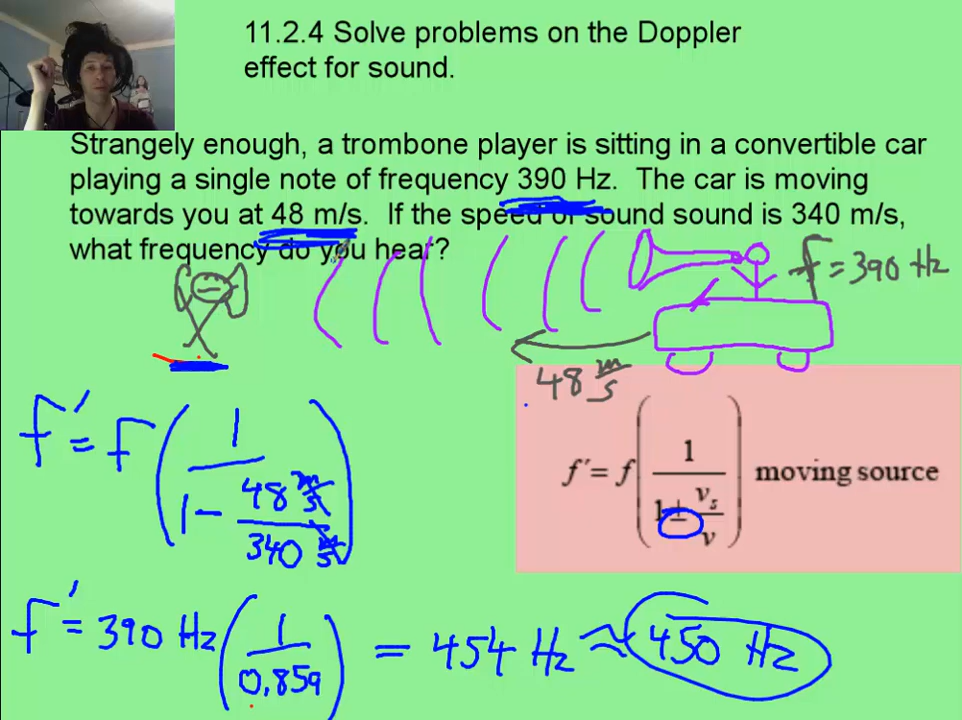 11.2.4 Solve problems on the Doppler
effect for sound.
Strangely enough, a trombone player is sitting in a convertible car
playing a single note of frequency 390 Hz. The car is moving
towards you at 48 m/s. If the speed of sound sound is 340 m/s,
what frequency do you hear?
f = 390 Hz
48 m/s
f' = f ( 1 / ( 1 - 48 m/s / 340 m/s ) )
f´= f ( 1 / ( 1 ± v_s / v ) ) moving source
f' = 390 Hz ( 1 / 0.859 ) = 454 Hz ≈ 450 Hz